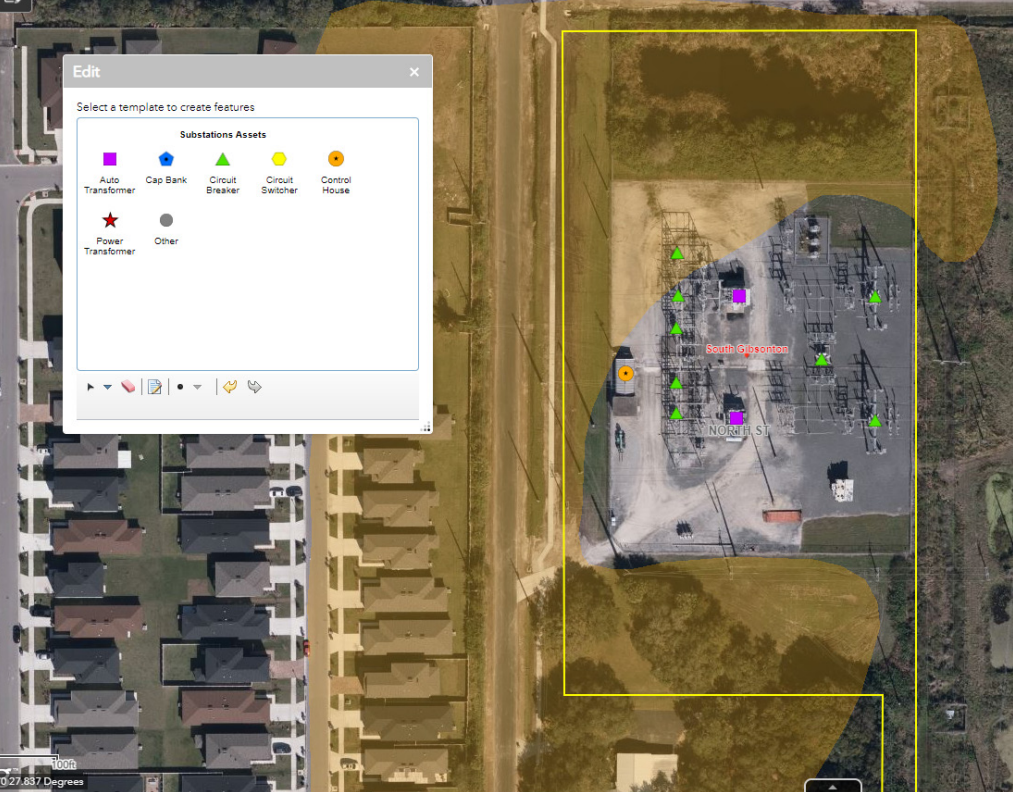 Edit
Select a template to create features
Substations Assets
Auto
Transformer
Cap Bank
Circuit
Breaker
Circuit
Switcher
Control
House
Power
Transformer
Other
South Gibsonton
NORTH ST
100ft
0 27.837 Degrees